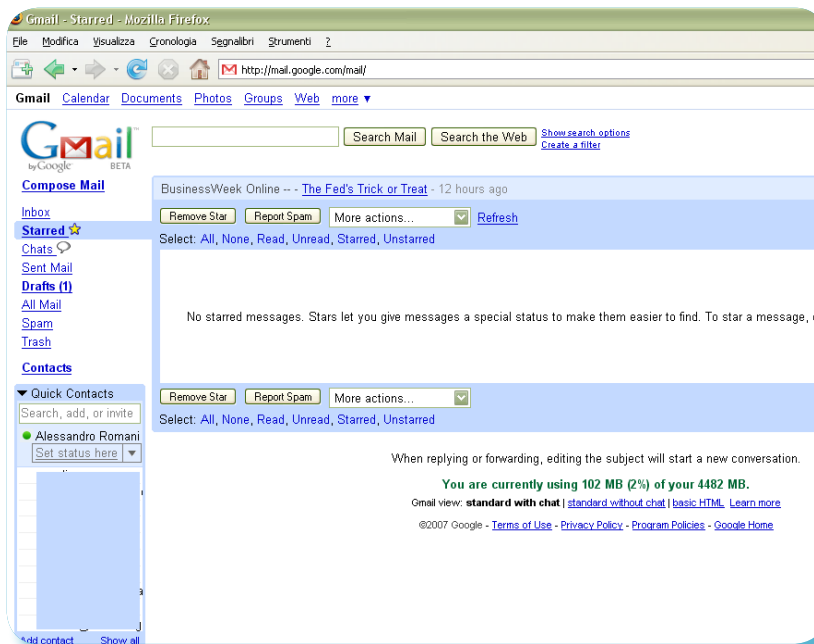 Gmail - Starred - Mozilla Firefox
File Modifica Visualizza Cronologia Segnalibri Strumenti ?
http://mail.google.com/mail/
Gmail Calendar Documents Photos Groups Web more ▼
Gmail™
by Google BETA
Search Mail Search the Web Show search options
Create a filter
Compose Mail
Inbox
Starred
Chats
Sent Mail
Drafts (1)
All Mail
Spam
Trash
Contacts
▼ Quick Contacts
Search, add, or invite
Alessandro Romani
Set status here
Add contact Show all
BusinessWeek Online -- - The Fed's Trick or Treat - 12 hours ago
Remove Star Report Spam More actions... Refresh
Select: All, None, Read, Unread, Starred, Unstarred
No starred messages. Stars let you give messages a special status to make them easier to find. To star a message,
Remove Star Report Spam More actions...
Select: All, None, Read, Unread, Starred, Unstarred
When replying or forwarding, editing the subject will start a new conversation.
You are currently using 102 MB (2%) of your 4482 MB.
Gmail view: standard with chat | standard without chat | basic HTML Learn more
©2007 Google - Terms of Use - Privacy Policy - Program Policies - Google Home